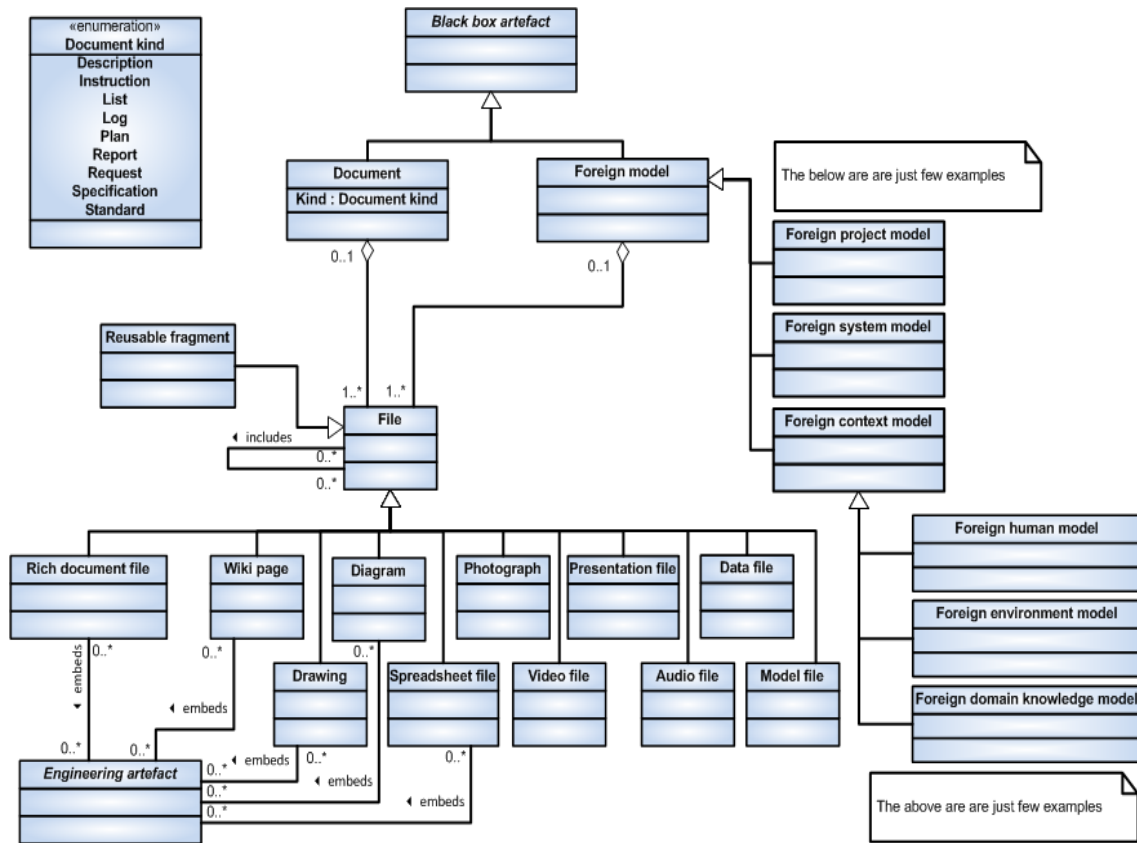 «enumeration»
Document kind
Description
Instruction
List
Log
Plan
Report
Request
Specification
Standard
Black box artefact
Document
Kind : Document kind
Foreign model
The below are are just few examples
0..1
0..1
Foreign project model
Foreign system model
Foreign context model
Reusable fragment
1..*
1..*
File
◄ includes
0..*
0..*
Rich document file
Wiki page
Diagram
Photograph
Presentation file
Data file
Foreign human model
Foreign environment model
Foreign domain knowledge model
0..*
0..*
0..*
◄ embeds
Drawing
Spreadsheet file
Video file
Audio file
Model file
◄ embeds
0..*
0..*
0..*
0..*
◄ embeds
0..*
0..*
◄ embeds
0..*
◄ embeds
Engineering artefact
The above are are just few examples